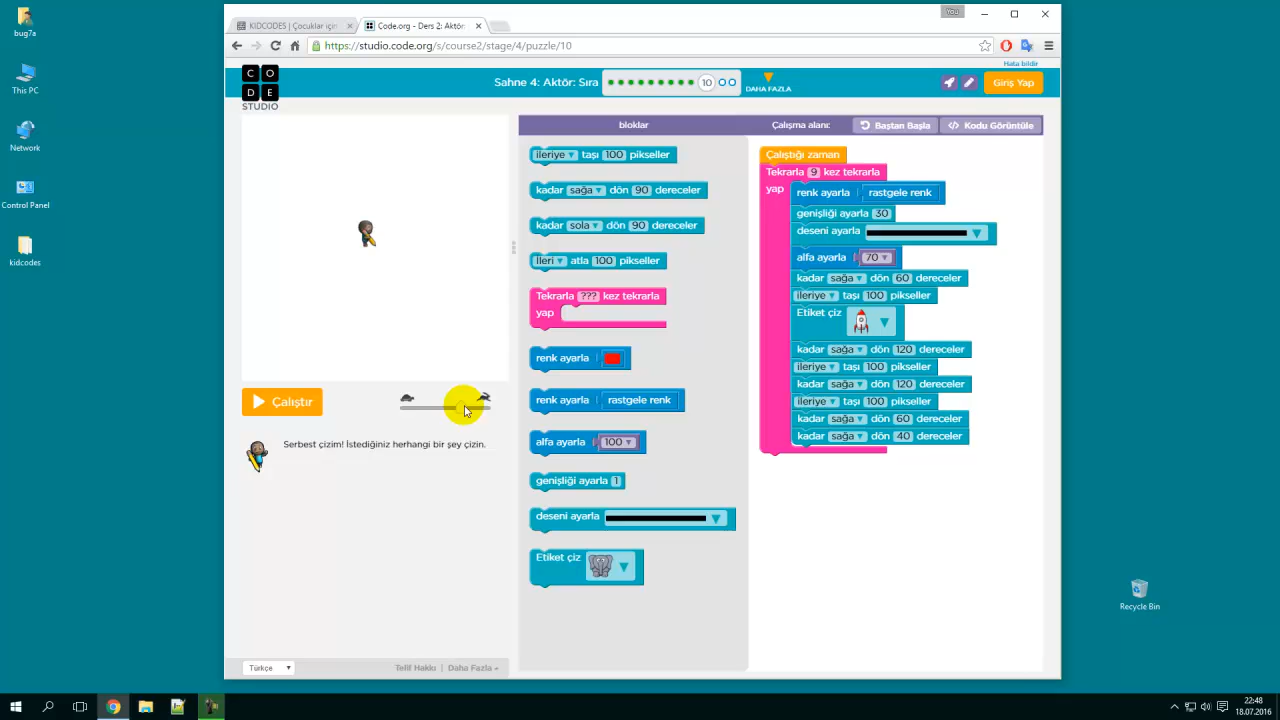 bug7a
This PC
Network
Control Panel
kidcodes
Recycle Bin
You
KIDCODES | Çocuklar için
Code.org - Ders 2: Aktör:
https://studio.code.org/s/course2/stage/4/puzzle/10
Hata bildir
C O
D E
STUDIO
Sahne 4: Aktör: Sıra
10
DAHA FAZLA
Giriş Yap
bloklar
Çalışma alanı:
Baştan Başla
Kodu Görüntüle
Çalıştır
Serbest çizim! İstediğiniz herhangi bir şey çizin.
ileriye taşı 100 pikseller
kadar sağa dön 90 dereceler
kadar sola dön 90 dereceler
İleri atla 100 pikseller
Tekrarla ??? kez tekrarla
yap
renk ayarla
renk ayarla rastgele renk
alfa ayarla 100
genişliği ayarla 1
deseni ayarla
Etiket çiz
Çalıştığı zaman
Tekrarla 9 kez tekrarla
yap
renk ayarla rastgele renk
genişliği ayarla 30
deseni ayarla
alfa ayarla 70
kadar sağa dön 60 dereceler
ileriye taşı 100 pikseller
Etiket çiz
kadar sağa dön 120 dereceler
ileriye taşı 100 pikseller
kadar sağa dön 120 dereceler
ileriye taşı 100 pikseller
kadar sağa dön 60 dereceler
kadar sağa dön 40 dereceler
Türkçe
Telif Hakkı | Daha Fazla
22:48
18.07.2016